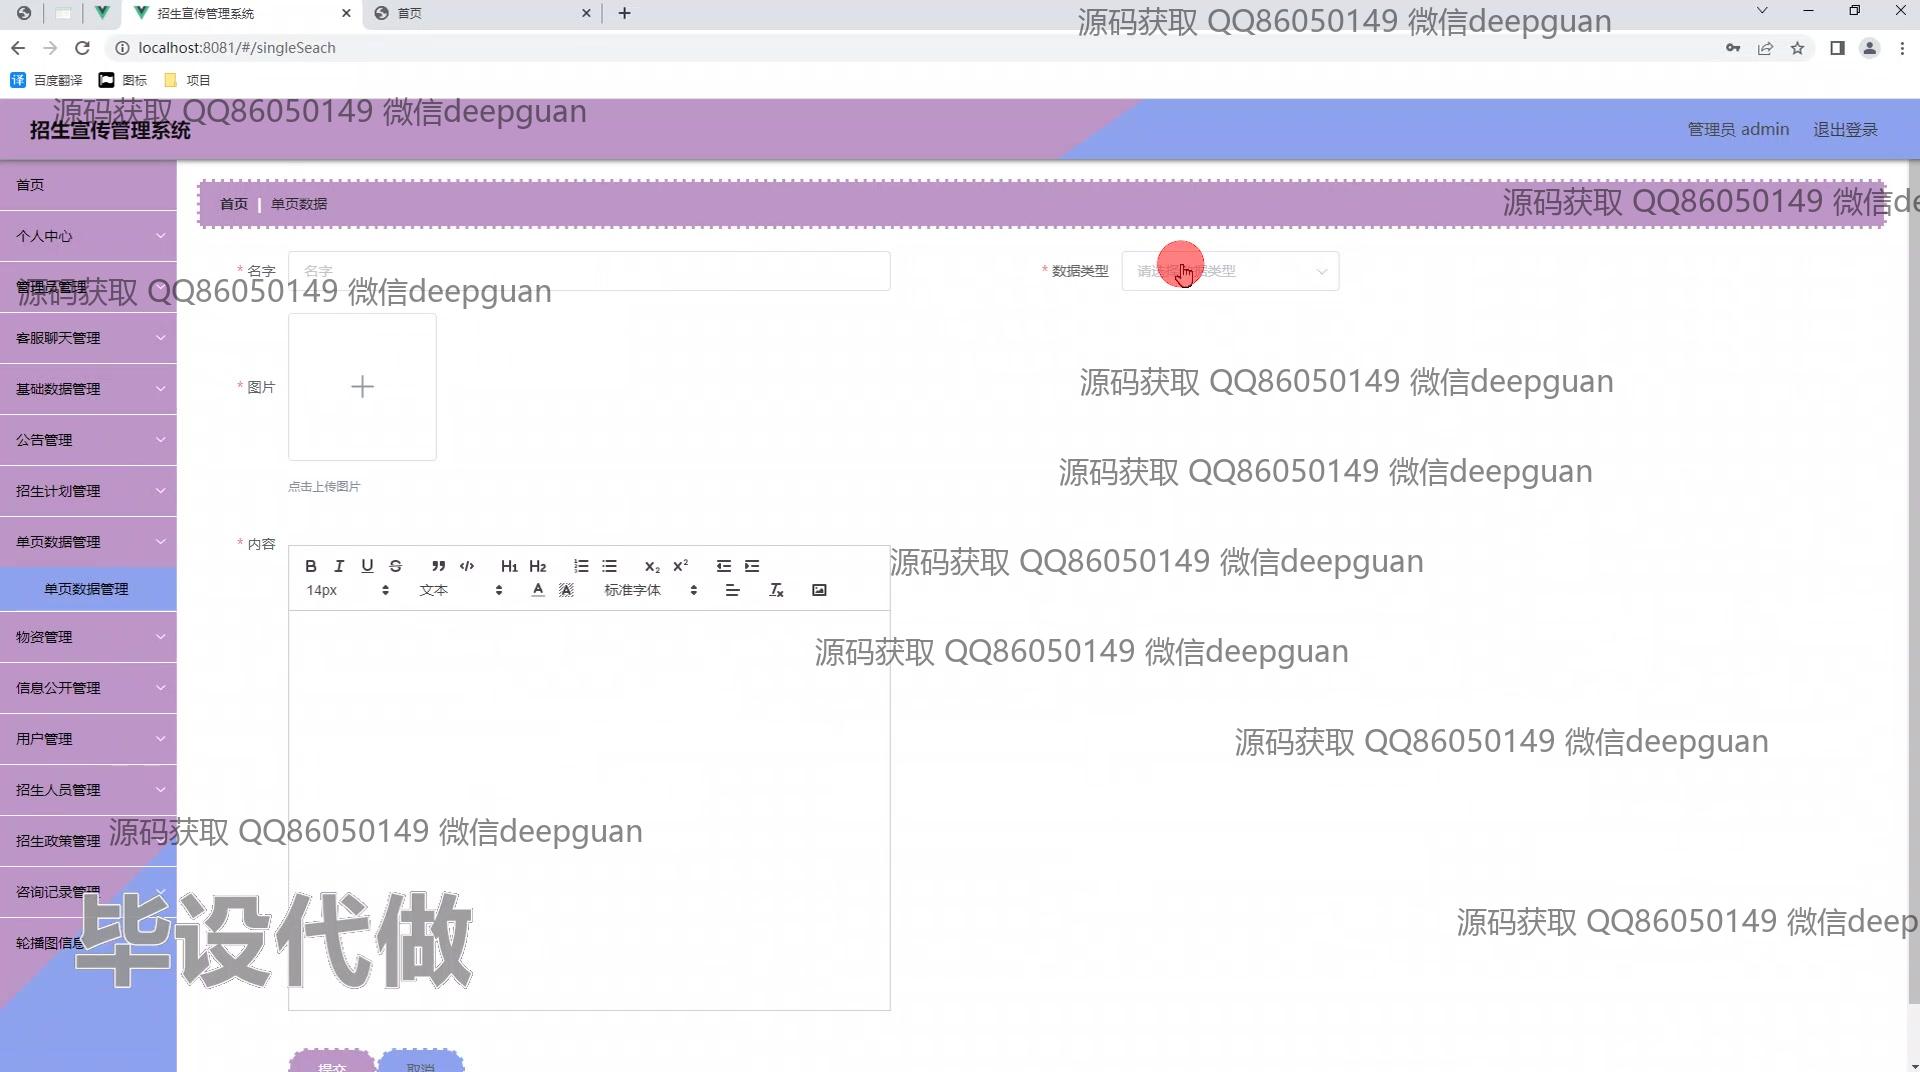 招生宣传管理系统
首页
源码获取 QQ86050149 微信deepguan
localhost:8081/#/singleSeach
百度翻译
图标
项目
源码获取 QQ86050149 微信deepguan
招生宣传管理系统
管理员 admin
退出登录
首页
个人中心
管理员管理
客服聊天管理
基础数据管理
公告管理
招生计划管理
单页数据管理
单页数据管理
物资管理
信息公开管理
用户管理
招生人员管理
招生政策管理
咨询记录管理
轮播图信息
首页 | 单页数据
源码获取 QQ86050149 微信de
* 名字
名字
* 数据类型
源码获取 QQ86050149 微信deepguan
* 图片
点击上传图片
源码获取 QQ86050149 微信deepguan
源码获取 QQ86050149 微信deepguan
* 内容
B I U S H1 H2 X2 X2
14px 文本 A A 标准字体 Tx
源码获取 QQ86050149 微信deepguan
源码获取 QQ86050149 微信deepguan
源码获取 QQ86050149 微信deepguan
源码获取 QQ86050149 微信deepguan
毕设代做
源码获取 QQ86050149 微信deep
提交
取消